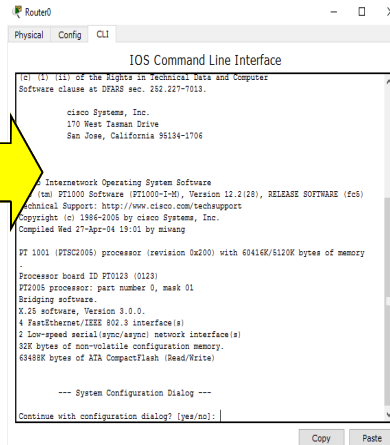 Router0
Physical Config CLI
IOS Command Line Interface
(c) (1) (ii) of the Rights in Technical Data and Computer
Software clause at DFARS sec. 252.227-7013.
cisco Systems, Inc.
170 West Tasman Drive
San Jose, California 95134-1706
Internetwork Operating System Software
(tm) PT1000 Software (PT1000-I-M), Version 12.2(28), RELEASE SOFTWARE (fc5)
Technical Support: http://www.cisco.com/techsupport
Copyright (c) 1986-2005 by cisco Systems, Inc.
Compiled Wed 27-Apr-04 19:01 by miwang
PT 1001 (PTSC2005) processor (revision 0x200) with 60416K/5120K bytes of memory
.
Processor board ID PT0123 (0123)
PT2005 processor: part number 0, mask 01
Bridging software.
X.25 software, Version 3.0.0.
4 FastEthernet/IEEE 802.3 interface(s)
2 Low-speed serial(sync/async) network interface(s)
32K bytes of non-volatile configuration memory.
63488K bytes of ATA CompactFlash (Read/Write)
--- System Configuration Dialog ---
Continue with configuration dialog? [yes/no]:
Copy Paste